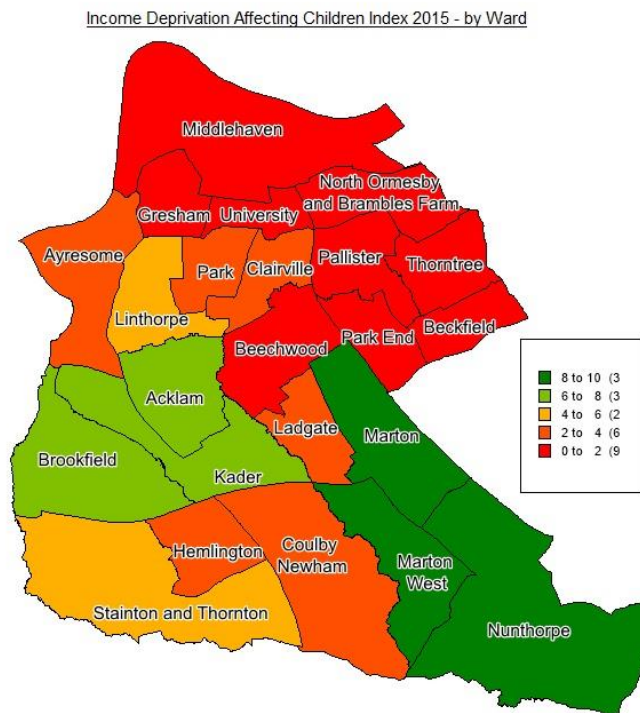 Income Deprivation Affecting Children Index 2015 - by Ward
Middlehaven
North Ormesby
and Brambles Farm
Gresham
University
Ayresome
Park
Clairville
Pallister
Thorntree
Linthorpe
Beechwood
Park End
Beckfield
Acklam
Ladgate
Marton
Brookfield
Kader
Hemlington
Coulby
Newham
Marton
West
Stainton and Thornton
Nunthorpe
8 to 10 (3
6 to 8 (3
4 to 6 (2
2 to 4 (6
0 to 2 (9